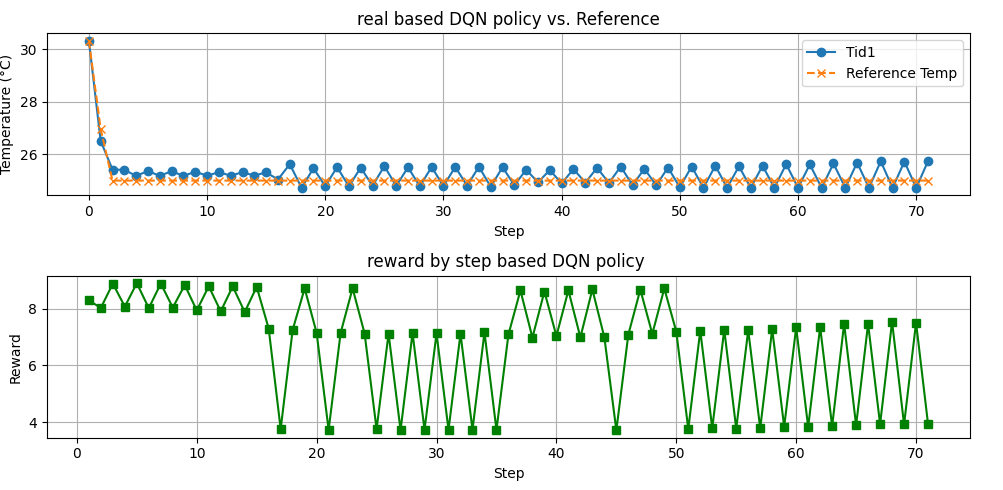 real based DQN policy vs. Reference
Temperature (°C)
30
28
26
Tid1
Reference Temp
0 10 20 30 40 50 60 70
Step
reward by step based DQN policy
Reward
8
6
4
0 10 20 30 40 50 60 70
Step